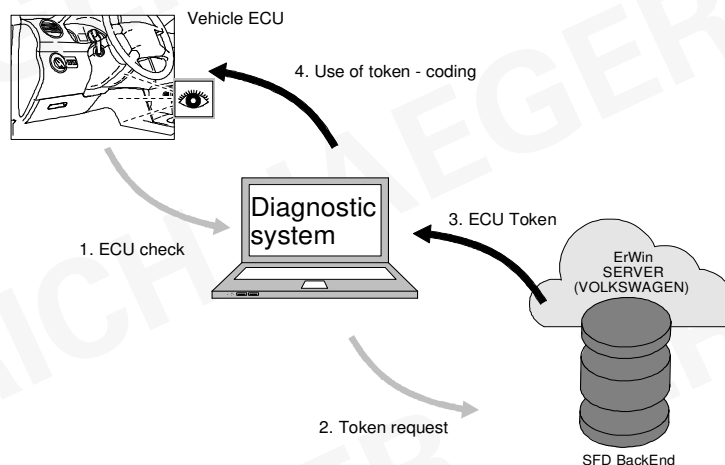 Vehicle ECU
4. Use of token - coding
Diagnostic
system
3. ECU Token
1. ECU check
ErWin
SERVER
(VOLKSWAGEN)
2. Token request
SFD BackEnd